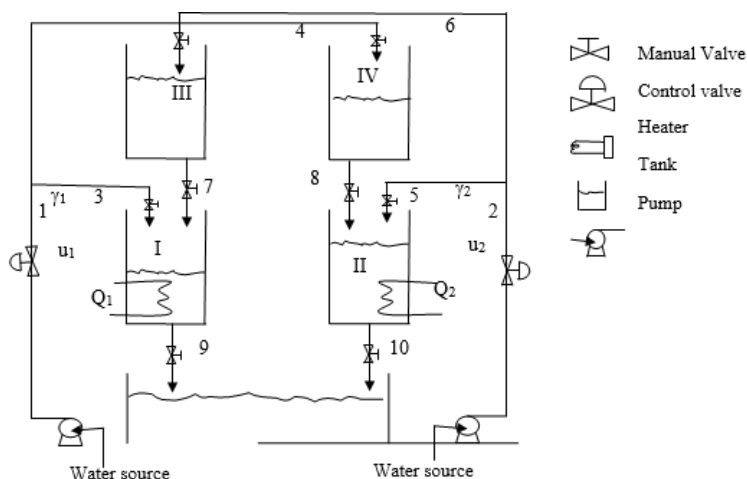 6
4
Manual Valve
III
IV
Control valve
Heater
Tank
7
8
γ1
3
5
γ2
1
2
Pump
u1
I
II
u2
Q1
Q2
9
10
Water source
Water source